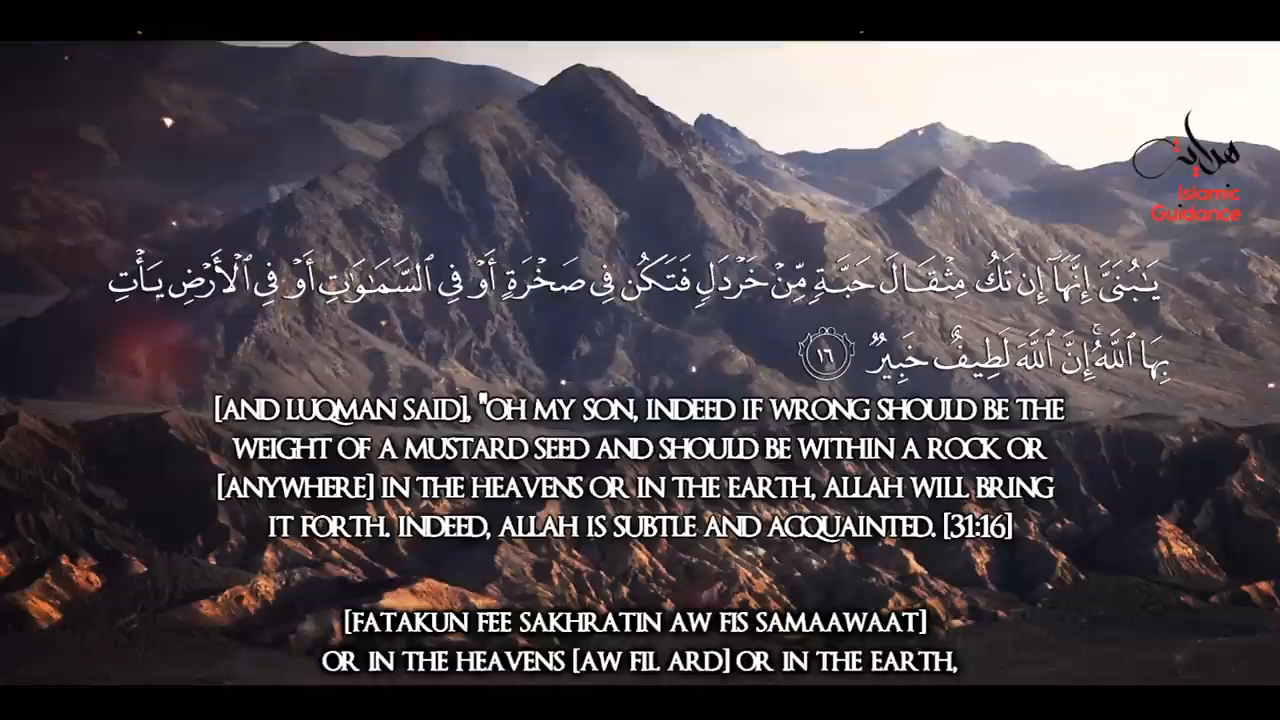 هداية
Islamic
Guidance
يَـٰبُنَىَّ إِنَّهَآ إِن تَكُ مِثْقَالَ حَبَّةٍ مِّنْ خَرْدَلٍ فَتَكُن فِى صَخْرَةٍ أَوْ فِى ٱلسَّمَـٰوَٰتِ أَوْ فِى ٱلْأَرْضِ يَأْتِ
بِهَا ٱللَّهُ ۚ إِنَّ ٱللَّهَ لَطِيفٌ خَبِيرٌ ١٦
[AND LUQMAN SAID], "OH MY SON, INDEED IF WRONG SHOULD BE THE
WEIGHT OF A MUSTARD SEED AND SHOULD BE WITHIN A ROCK OR
[ANYWHERE] IN THE HEAVENS OR IN THE EARTH, ALLAH WILL BRING
IT FORTH. INDEED, ALLAH IS SUBTLE AND ACQUAINTED. [31:16]
[FATAKUN FEE SAKHRATIN AW FIS SAMAAWAAT]
OR IN THE HEAVENS [AW FIL ARD] OR IN THE EARTH,